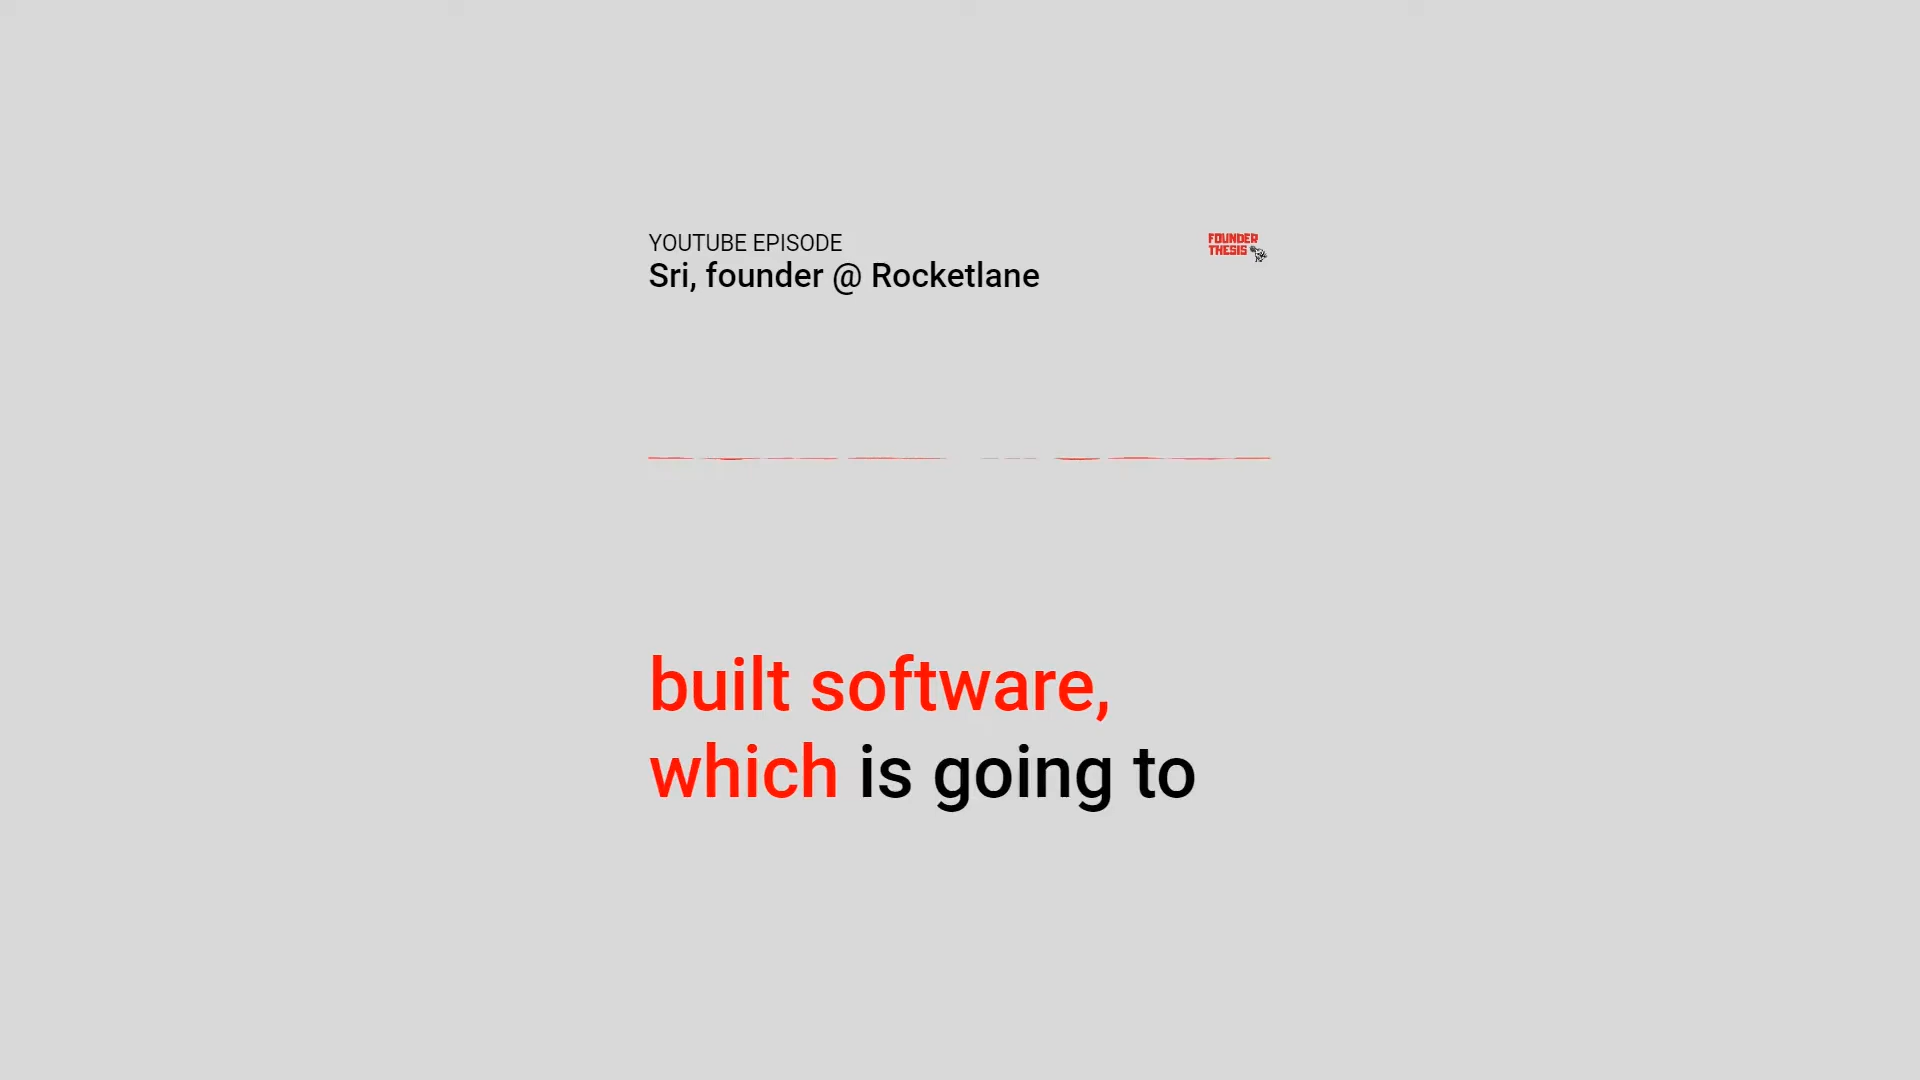 YOUTUBE EPISODE
Sri, founder @ Rocketlane
FOUNDER
THESIS
built software,
which is going to